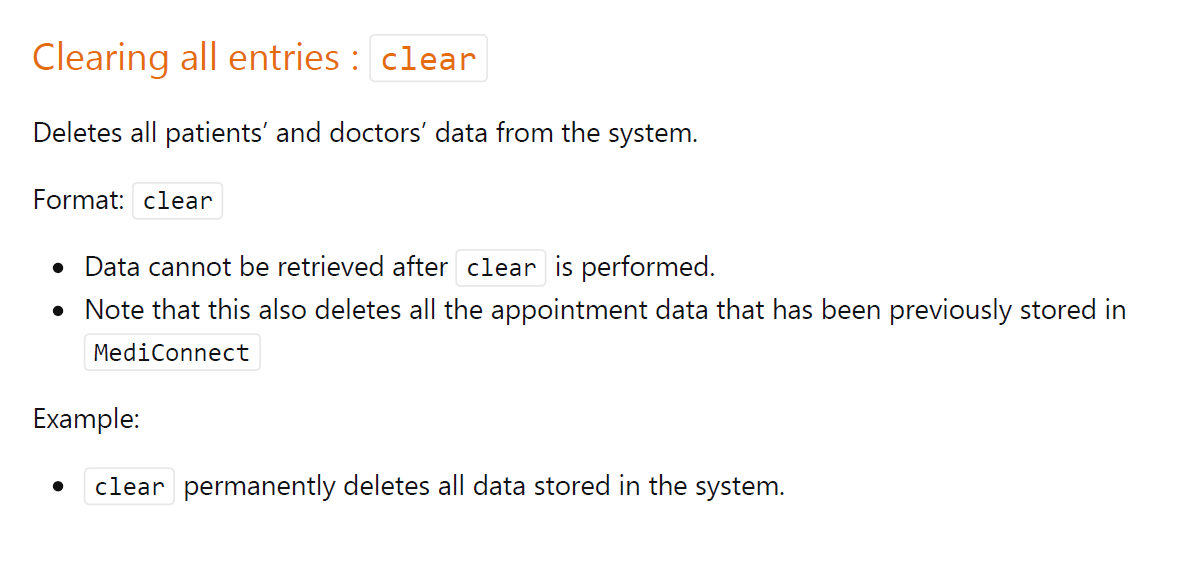 Clearing all entries : clear
Deletes all patients’ and doctors’ data from the system.
Format: clear
Data cannot be retrieved after clear is performed.
Note that this also deletes all the appointment data that has been previously stored in
MediConnect
Example:
clear permanently deletes all data stored in the system.